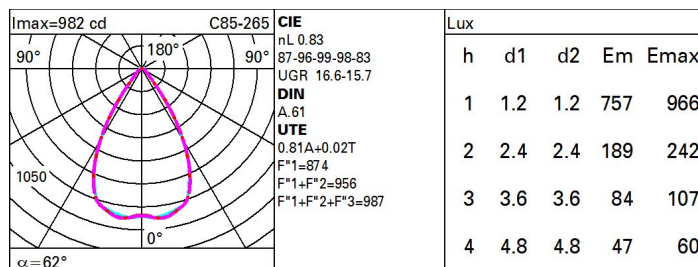 Imax=982 cd C85-265
90° 180° 90°
1050
0°
α=62°
CIE
nL 0.83
87-96-99-98-83
UGR 16.6-15.7
DIN
A.61
UTE
0.81A+0.02T
F"1=874
F"1+F"2=956
F"1+F"2+F"3=987
Lux
h d1 d2 Em Emax
1 1.2 1.2 757 966
2 2.4 2.4 189 242
3 3.6 3.6 84 107
4 4.8 4.8 47 60